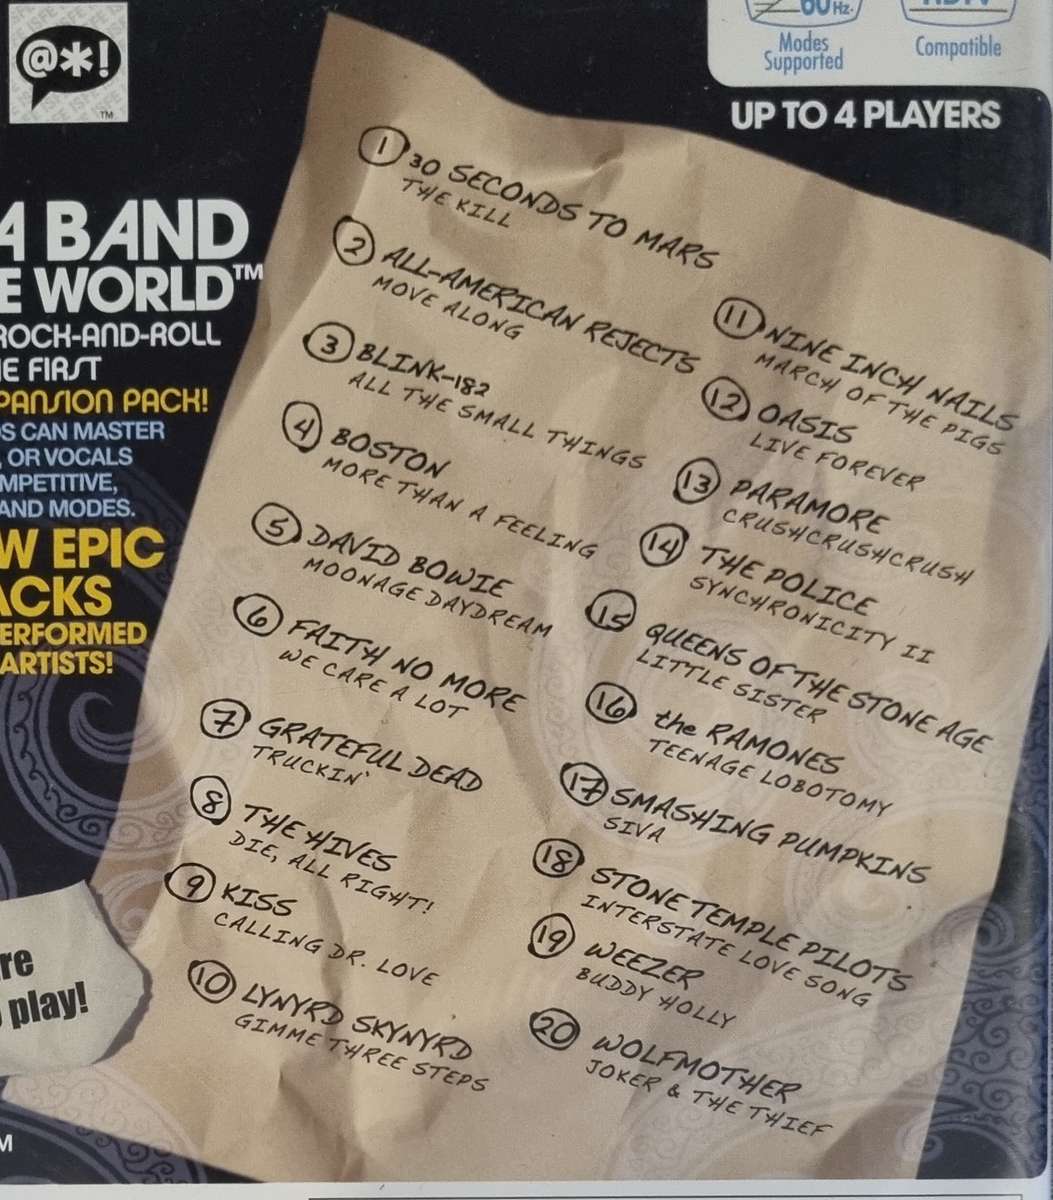 @*!
TM
60Hz.
Modes
Supported
HDTV
Compatible
UP TO 4 PLAYERS
A BAND
E WORLD™
ROCK-AND-ROLL
E FIRST
PANSION PACK!
S CAN MASTER
, OR VOCALS
MPETITIVE,
AND MODES.
W EPIC
ACKS
ERFORMED
ARTISTS!
re
play!
M
1 30 SECONDS TO MARS
THE KILL
2 ALL-AMERICAN REJECTS
MOVE ALONG
3 BLINK-182
ALL THE SMALL THINGS
4 BOSTON
MORE THAN A FEELING
5 DAVID BOWIE
MOONAGE DAYDREAM
6 FAITH NO MORE
WE CARE A LOT
7 GRATEFUL DEAD
TRUCKIN'
8 THE HIVES
DIE, ALL RIGHT!
9 KISS
CALLING DR. LOVE
10 LYNYRD SKYNYRD
GIMME THREE STEPS
11 NINE INCH NAILS
MARCH OF THE PIGS
12 OASIS
LIVE FOREVER
13 PARAMORE
CRUSHCRUSHCRUSH
14 THE POLICE
SYNCHRONICITY II
15 QUEENS OF THE STONE AGE
LITTLE SISTER
16 the RAMONES
TEENAGE LOBOTOMY
17 SMASHING PUMPKINS
SIVA
18 STONE TEMPLE PILOTS
INTERSTATE LOVE SONG
19 WEEZER
BUDDY HOLLY
20 WOLFMOTHER
JOKER & THE THIEF